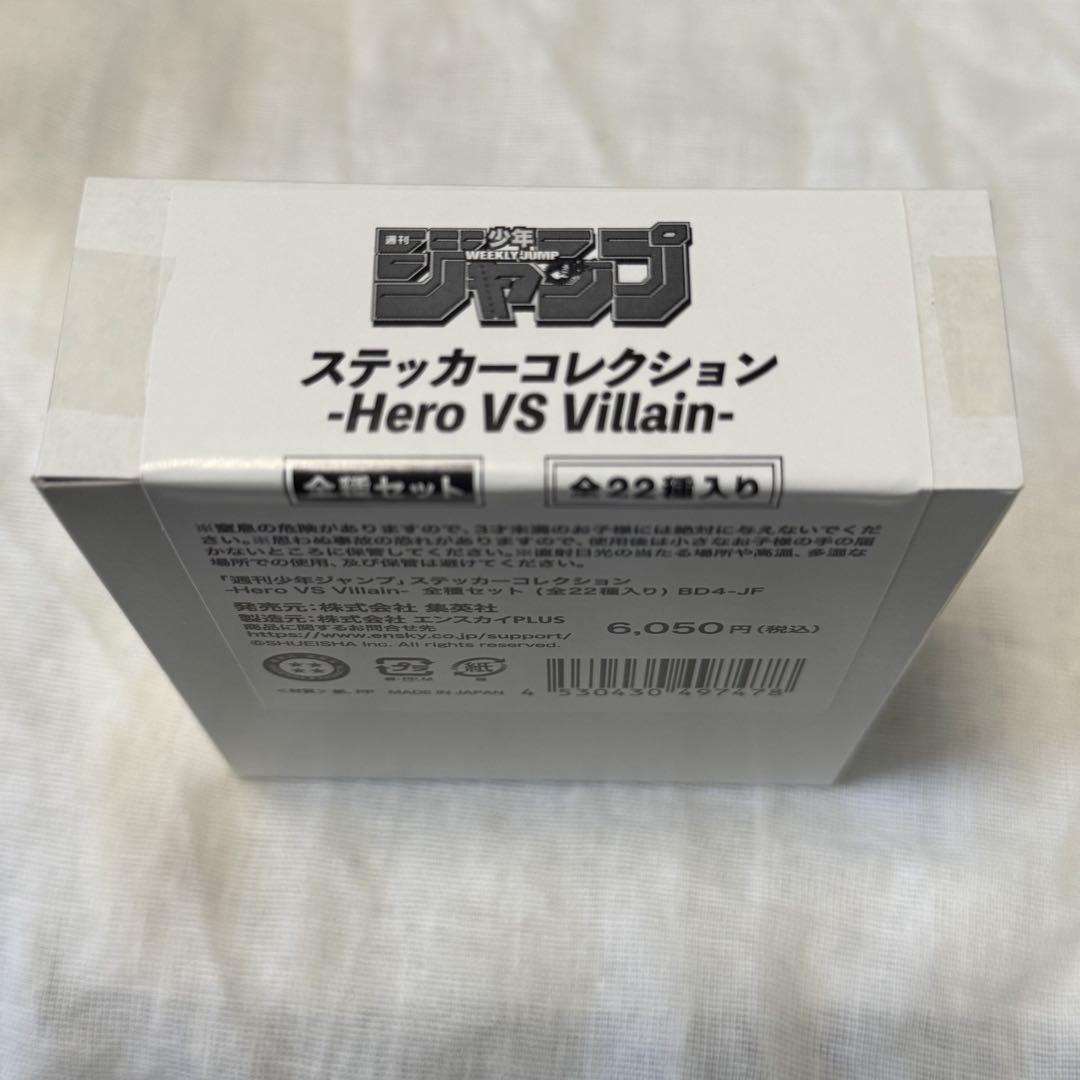 週刊
少年
WEEKLY JUMP
ジャンプ
ステッカーコレクション
-Hero VS Villain-
全種セット
全22種入り
※窒息の危険がありますので、3才未満のお子様には絶対に与えないでくだ
さい。※思わぬ事故の恐れがありますので、使用後は小さなお子様の手の届
かないところに保管してください。※直射日光の当たる場所や高温、多湿な
場所での使用、及び保管は避けてください。
「週刊少年ジャンプ」ステッカーコレクション
-Hero VS Villain- 全種セット (全22種入り) BD4-JF
発売元:株式会社 集英社
製造元:株式会社 エンスカイPLUS
商品に関するお問合せ先
https://www.ensky.co.jp/support/
©SHUEISHA Inc. All rights reserved.
6,050円(税込)
プラ
紙
<材質> 紙、PP MADE IN JAPAN
4 530430 497478